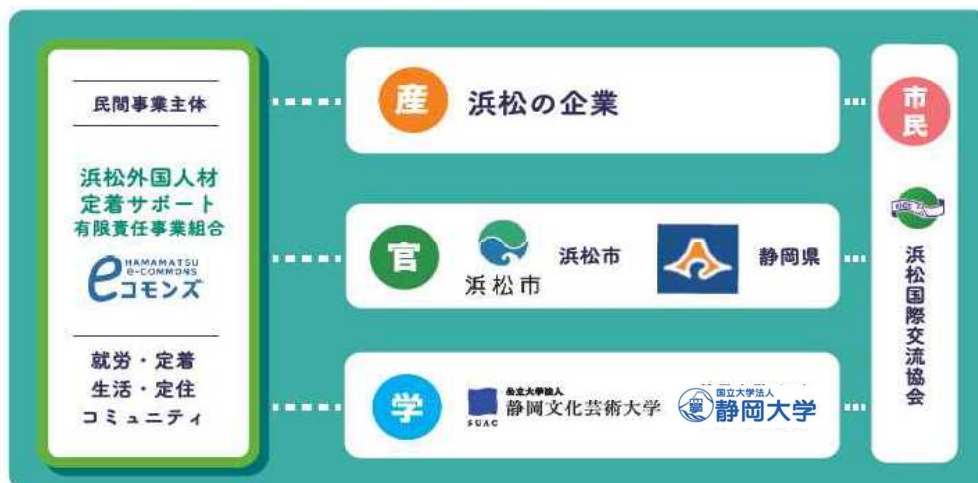 民間事業主体
浜松外国人材
定着サポート
有限責任事業組合
HAMAMATSU
e-COMMONS
eコモンズ
就労・定着
生活・定住
コミュニティ
産
浜松の企業
官
浜松市
浜松市
静岡県
学
公立大学法人
静岡文化芸術大学
SUAC
国立大学法人
静岡大学
市民
浜松国際交流協会